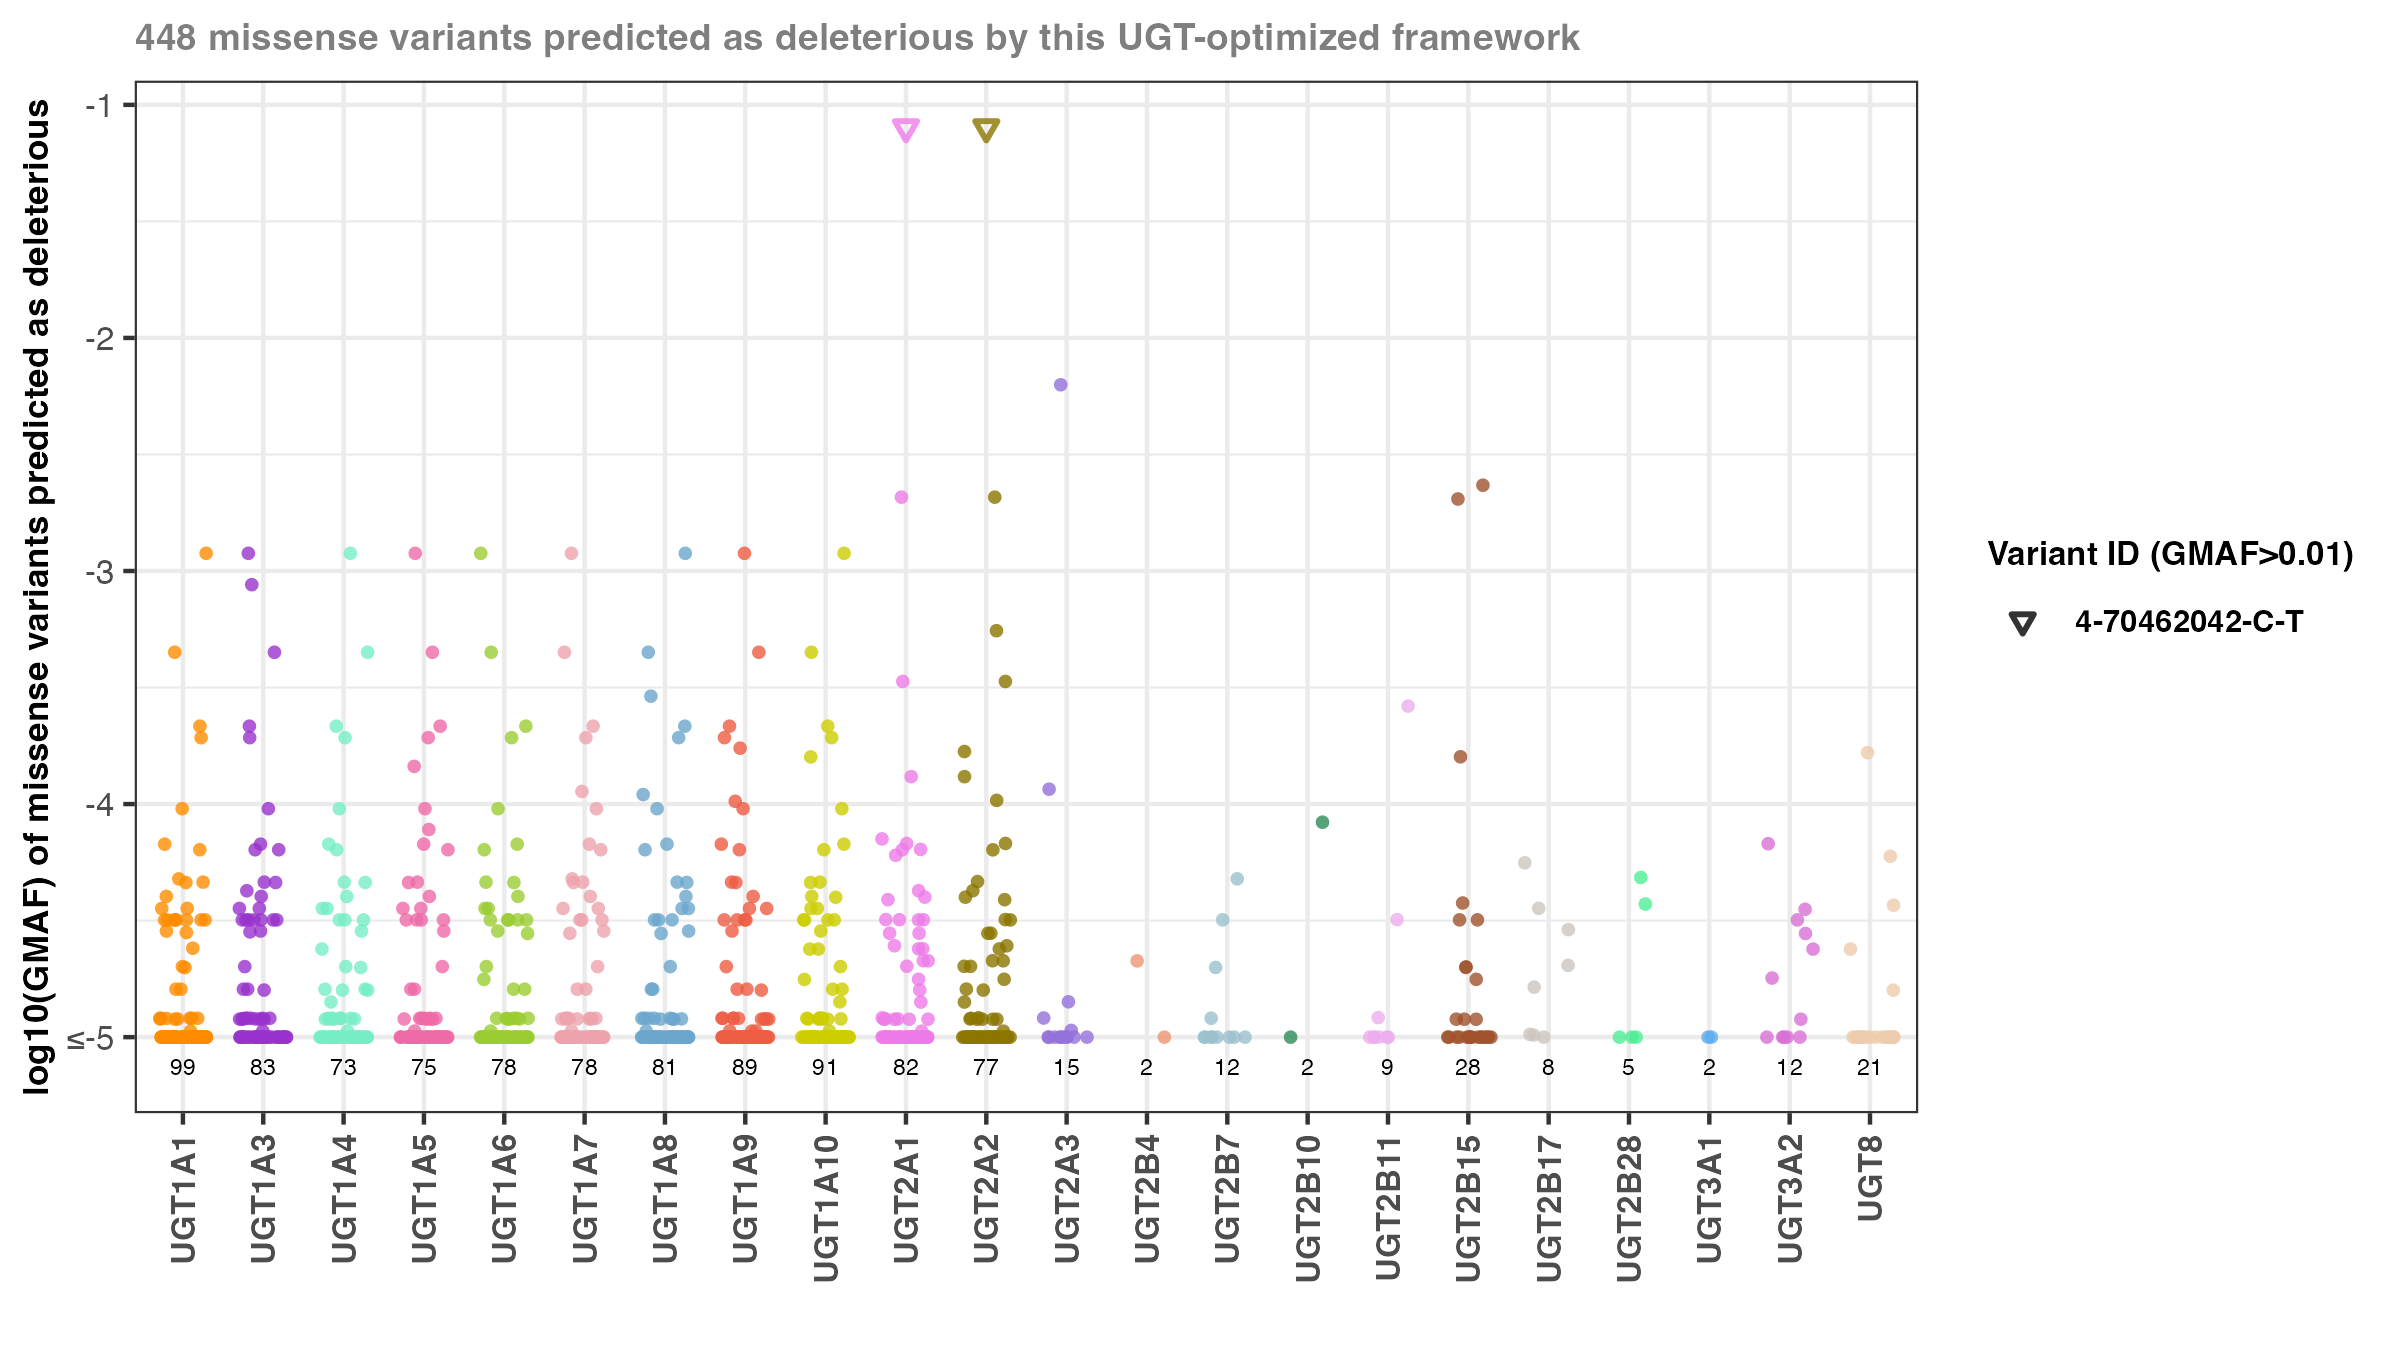 448 missense variants predicted as deleterious by this UGT-optimized framework
log10(GMAF) of missense variants predicted as deleterious
-1
-2
-3
-4
≤-5
99 83 73 75 78 78 81 89 91 82 77 15 2 12 2 9 28 8 5 2 12 21
UGT1A1
UGT1A3
UGT1A4
UGT1A5
UGT1A6
UGT1A7
UGT1A8
UGT1A9
UGT1A10
UGT2A1
UGT2A2
UGT2A3
UGT2B4
UGT2B7
UGT2B10
UGT2B11
UGT2B15
UGT2B17
UGT2B28
UGT3A1
UGT3A2
UGT8
Variant ID (GMAF>0.01)
4-70462042-C-T